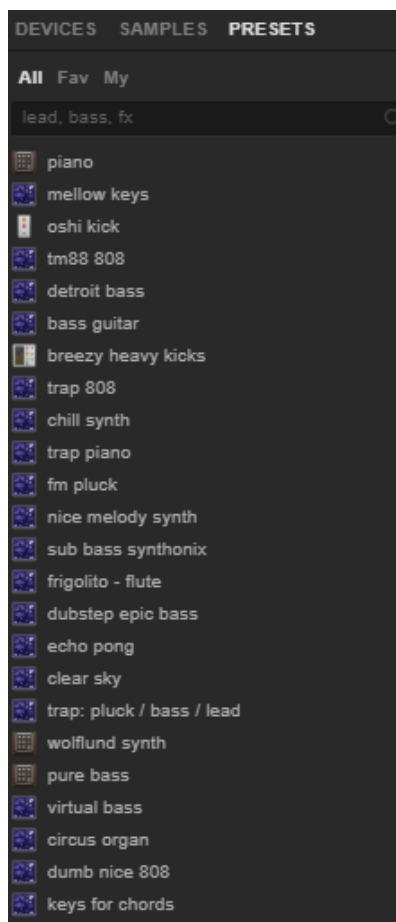 DEVICES SAMPLES PRESETS
All Fav My
lead, bass, fx
piano
mellow keys
oshi kick
tm88 808
detroit bass
bass guitar
breezy heavy kicks
trap 808
chill synth
trap piano
fm pluck
nice melody synth
sub bass synthonix
frigolito - flute
dubstep epic bass
echo pong
clear sky
trap: pluck / bass / lead
wolflund synth
pure bass
virtual bass
circus organ
dumb nice 808
keys for chords